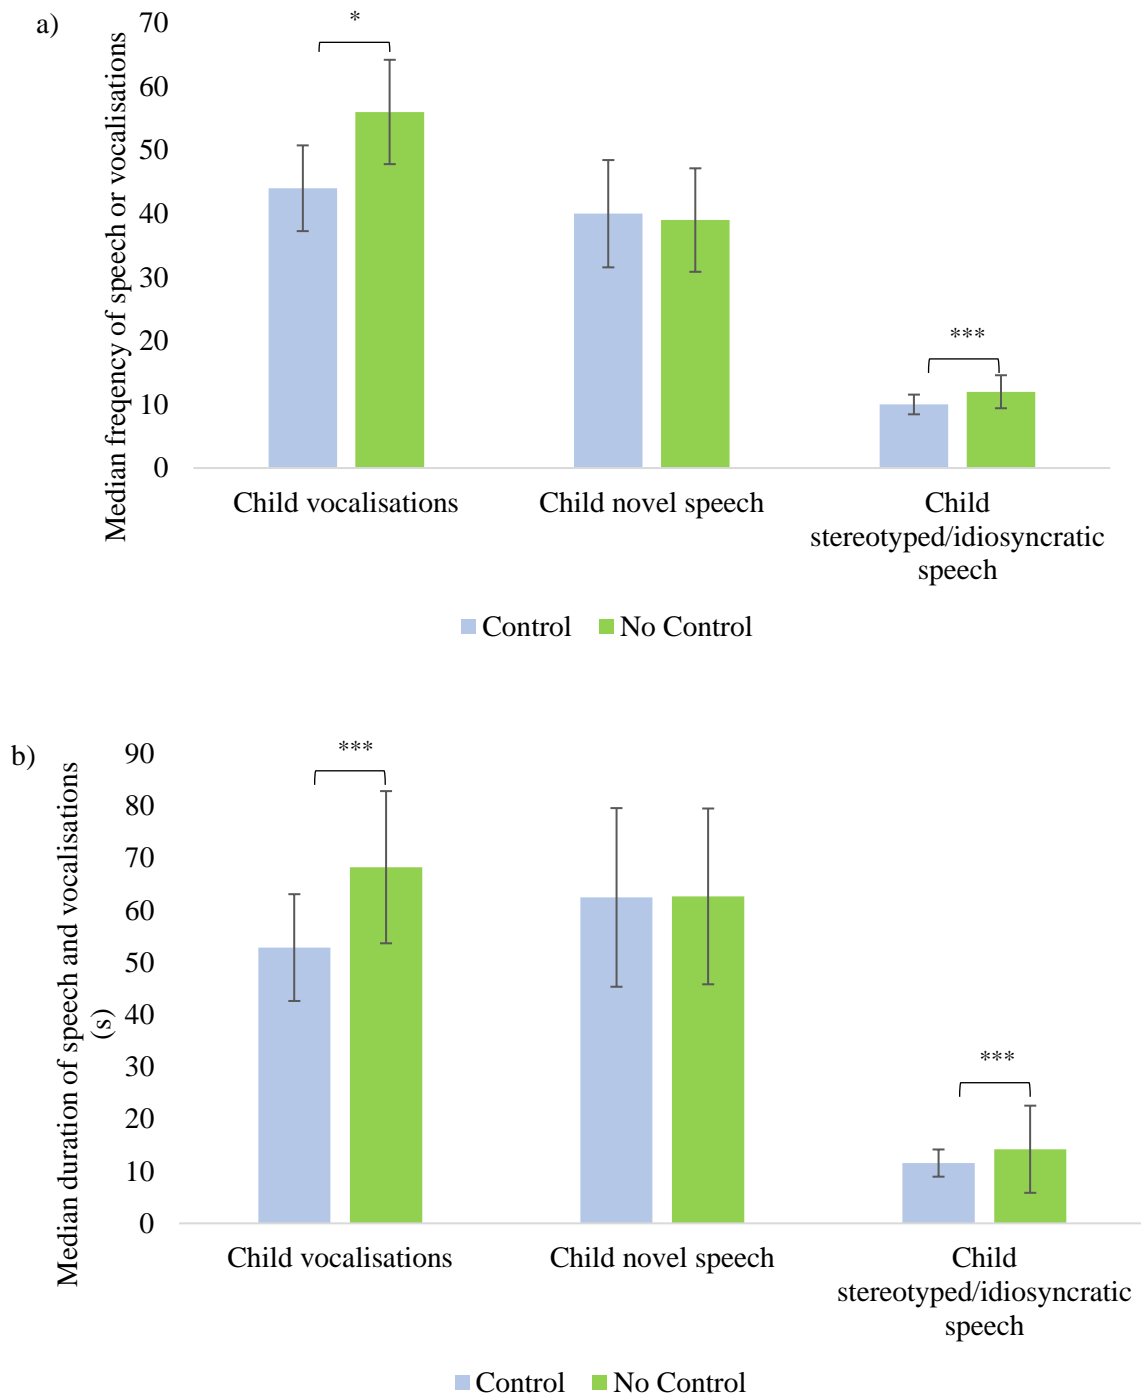 a)
Median freqency of speech or vocalisations
70
60
50
40
30
20
10
0
*
***
Child vocalisations
Child novel speech
Child
stereotyped/idiosyncratic
speech
Control
No Control
b)
Median duration of speech and vocalisations
(s)
90
80
70
60
50
40
30
20
10
0
***
***
Child vocalisations
Child novel speech
Child
stereotyped/idiosyncratic
speech
Control
No Control